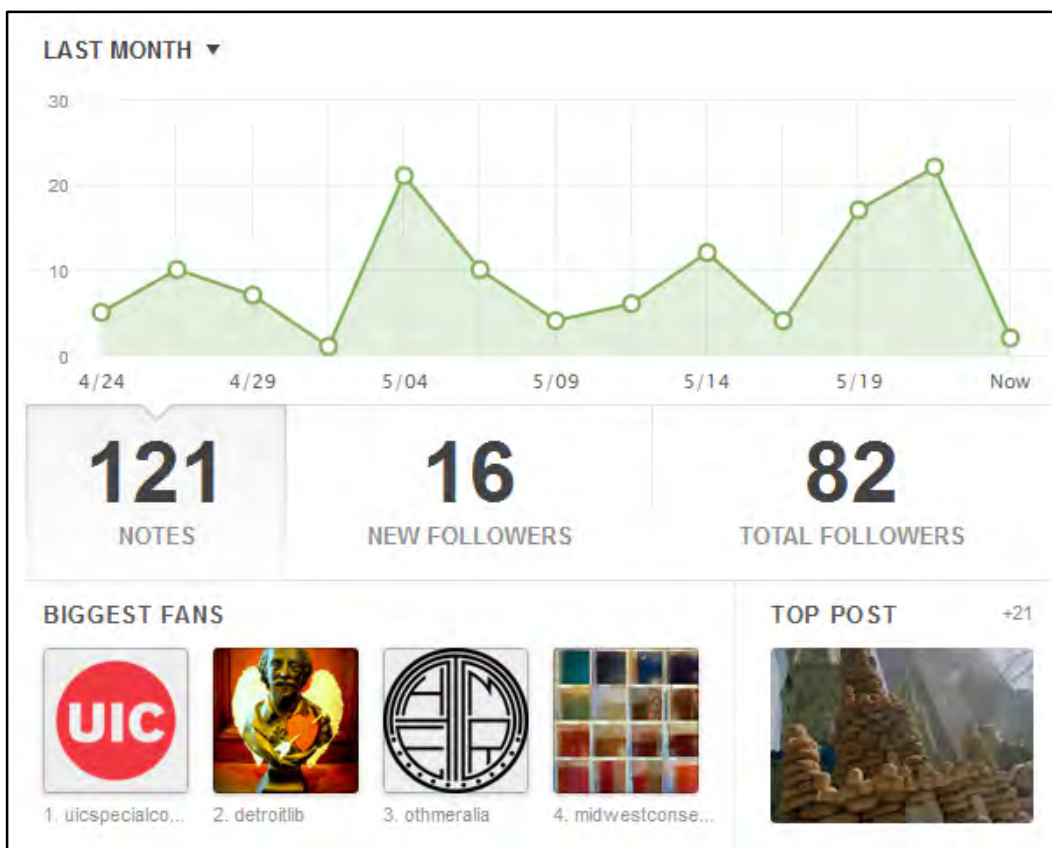 LAST MONTH ▼
30
20
10
0
4/24 4/29 5/04 5/09 5/14 5/19 Now
121 16 82
NOTES NEW FOLLOWERS TOTAL FOLLOWERS
BIGGEST FANS
UIC
1. uicspecialco... 2. detroitlib 3. othmeralia 4. midwestconse...
TOP POST +21